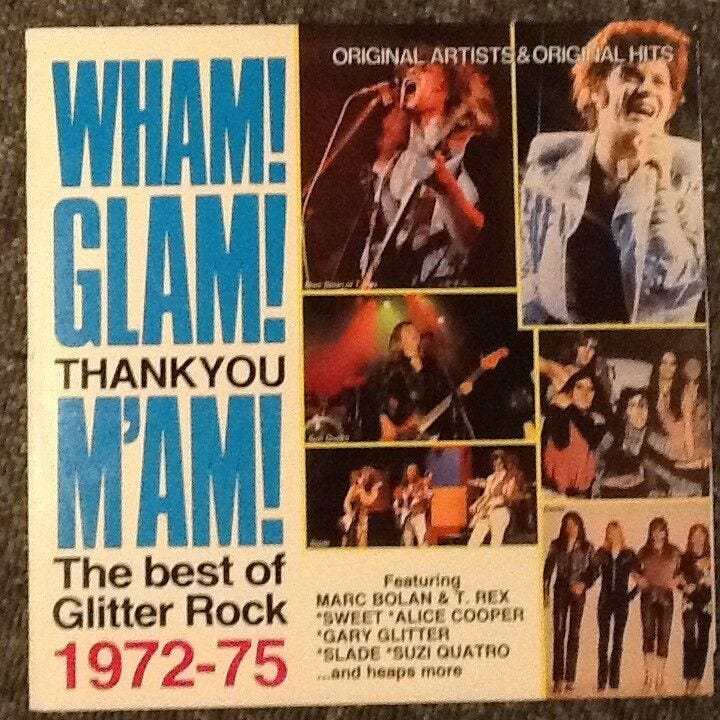 WHAM!
GLAM!
THANKYOU
M'AM!
The best of
Glitter Rock
1972-75
ORIGINAL ARTISTS & ORIGINAL HITS
Featuring
MARC BOLAN & T. REX
*SWEET *ALICE COOPER
*GARY GLITTER
*SLADE *SUZI QUATRO
...and heaps more